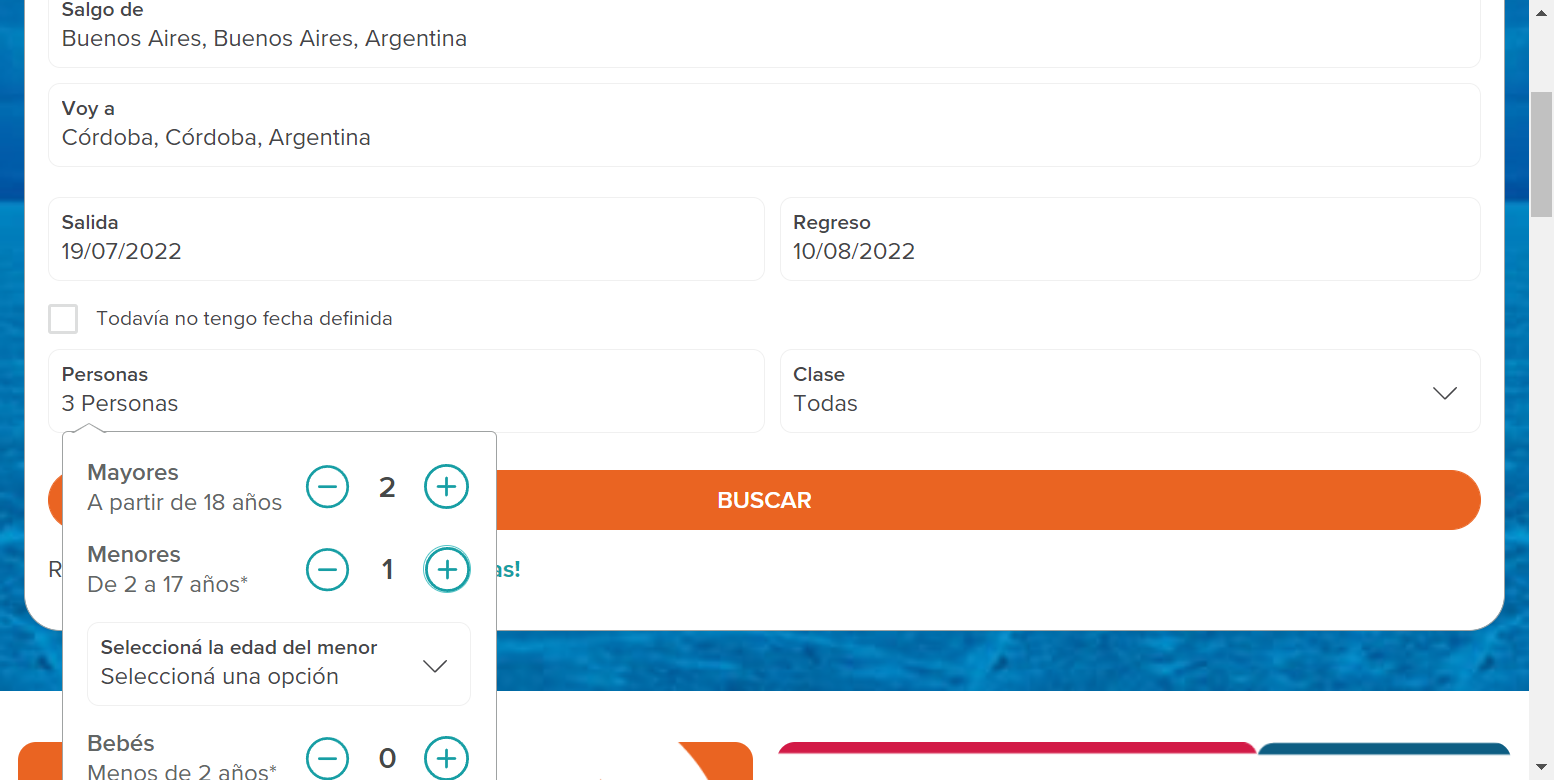 Salgo de
Buenos Aires, Buenos Aires, Argentina
Voy a
Córdoba, Córdoba, Argentina
Salida
19/07/2022
Regreso
10/08/2022
Todavía no tengo fecha definida
Personas
3 Personas
Clase
Todas
Mayores
A partir de 18 años
2
BUSCAR
Menores
De 2 a 17 años*
1
R
as!
Seleccioná la edad del menor
Seleccioná una opción
Bebés
Menos de 2 años*
0